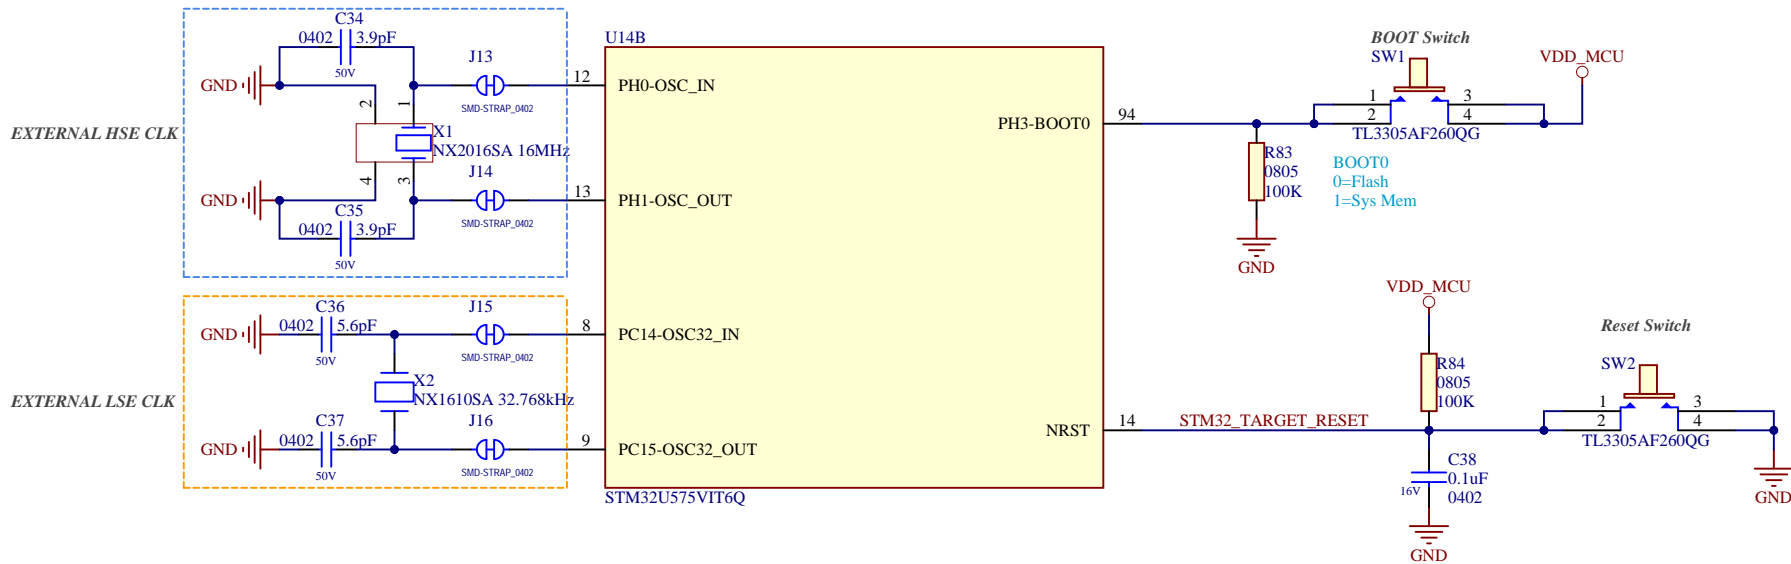 EXTERNAL HSE CLK
C34
0402 3.9pF
50V
GND
J13
SMD-STRAP_0402
2
1
X1
NX2016SA 16MHz
4
3
J14
SMD-STRAP_0402
GND
C35
0402 3.9pF
50V
EXTERNAL LSE CLK
C36
0402 5.6pF
50V
GND
J15
SMD-STRAP_0402
X2
NX1610SA 32.768kHz
C37
0402 5.6pF
50V
GND
J16
SMD-STRAP_0402
U14B
12 PH0-OSC_IN
13 PH1-OSC_OUT
8 PC14-OSC32_IN
9 PC15-OSC32_OUT
PH3-BOOT0 94
NRST 14
STM32U575VIT6Q
BOOT Switch
SW1
VDD_MCU
1 3
2 4
TL3305AF260QG
R83
0805
100K
GND
BOOT0
0=Flash
1=Sys Mem
VDD_MCU
R84
0805
100K
STM32_TARGET_RESET
C38
0.1uF
0402
16V
GND
Reset Switch
SW2
1 3
2 4
TL3305AF260QG
GND